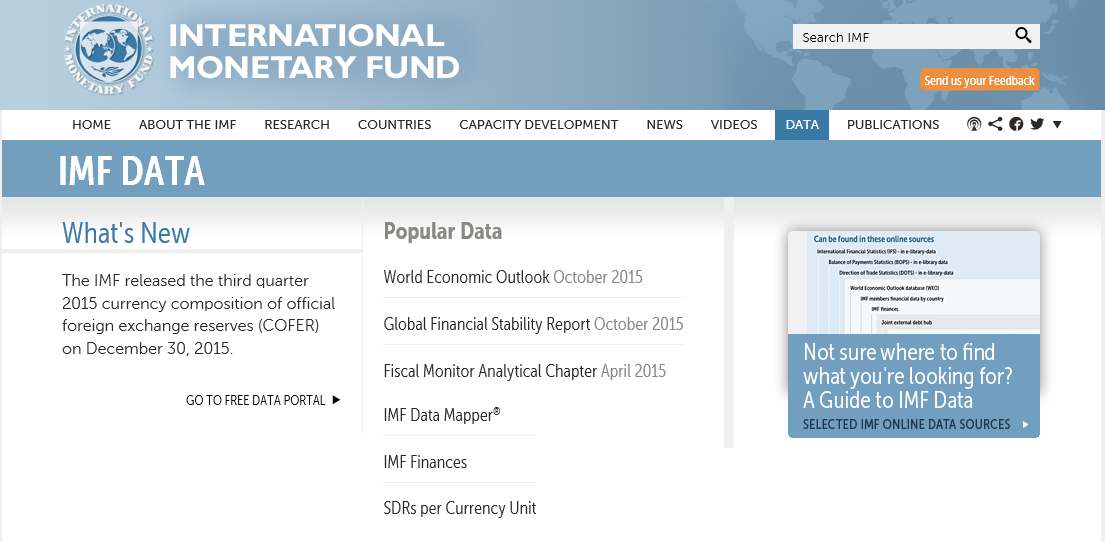 INTERNATIONAL
MONETARY FUND
INTERNATIONAL
MONETARY FUND
Search IMF
Send us your Feedback
HOME ABOUT THE IMF RESEARCH COUNTRIES CAPACITY DEVELOPMENT NEWS VIDEOS DATA PUBLICATIONS
IMF DATA
What's New
The IMF released the third quarter
2015 currency composition of official
foreign exchange reserves (COFER)
on December 30, 2015.
GO TO FREE DATA PORTAL
Popular Data
World Economic Outlook October 2015
Global Financial Stability Report October 2015
Fiscal Monitor Analytical Chapter April 2015
IMF Data Mapper®
IMF Finances
SDRs per Currency Unit
Can be found in these online sources
International Financial Statistics (IFS) - in e-library-data
Balance of Payments Statistics (BOPS) - in e-library data
Direction of Trade Statistics (DOTS) - in e-library-data
World Economic Outlook database (WEO)
IMF members financial data by country
IMF finances
Joint external debt hub
Not sure where to find
what you're looking for?
A Guide to IMF Data
SELECTED IMF ONLINE DATA SOURCES